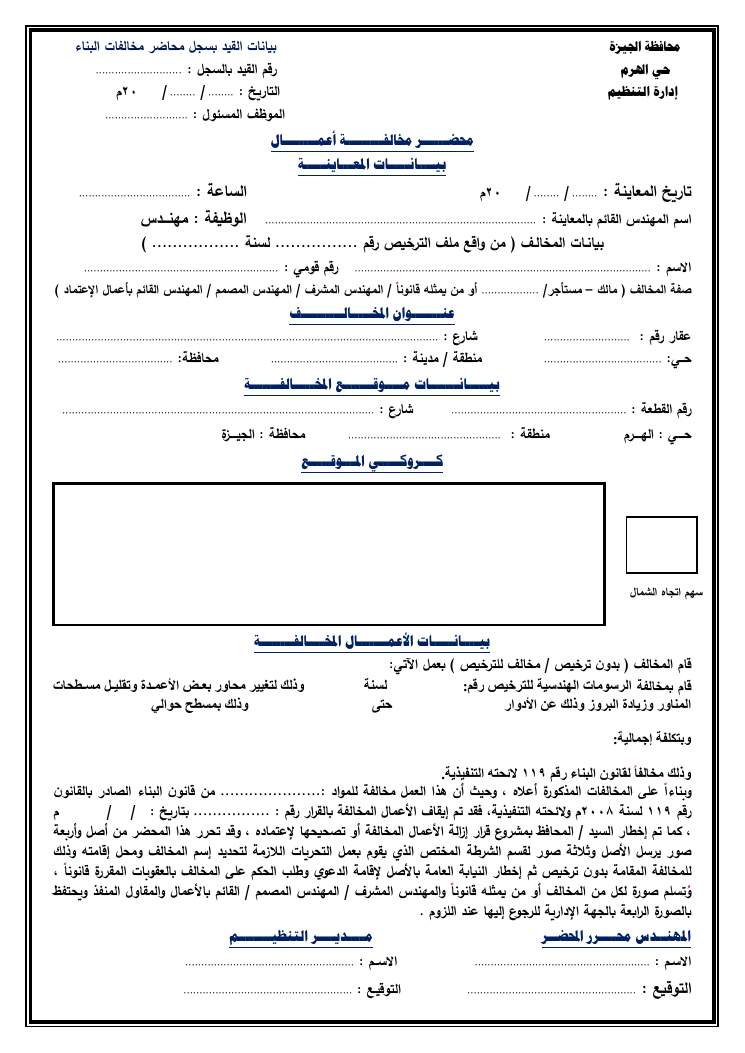 محافظة الجيزة
حي الهرم
إدارة التنظيم
بيانات القيد بسجل محاضر مخالفات البناء
رقم القيد بالسجل : ...........................
التاريخ : ........ / ........ / ٢٠م
الموظف المسئول : ..........................
محضر مخالفة أعمال
بيانات المعاينة
تاريخ المعاينة : ........ / ........ / ٢٠م الساعة : ...................................
اسم المهندس القائم بالمعاينة : ..................................................... الوظيفة : مهندس
بيانات المخالف ( من واقع ملف الترخيص رقم ................ لسنة ................. )
الاسم : ............................................................ رقم قومي : ............................................................
صفة المخالف ( مالك – مستأجر/ .................. أو من يمثله قانوناً / المهندس المشرف / المهندس المصمم / المهندس القائم بأعمال الإعتماد )
عنوان المخالف
عقار رقم : ........................... شارع : ............................................................
حي: ..................................... منطقة / مدينة : ........................................ محافظة: ....................................
بيانات موقع المخالفة
رقم القطعة : ....................................................... شارع : ............................................................
حي : الهرم منطقة : ................................................ محافظة : الجيزة
كروكي الموقع
سهم اتجاه الشمال
بيانات الأعمال المخالفة
قام المخالف ( بدون ترخيص / مخالف للترخيص ) بعمل الآتي:
قام بمخالفة الرسومات الهندسية للترخيص رقم: لسنة وذلك لتغيير محاور بعض الأعمدة وتقليل مسطحات
المناور وزيادة البروز وذلك عن الأدوار حتى وذلك بمسطح حوالي
وبتكلفة إجمالية:
وذلك مخالفاً لقانون البناء رقم ١١٩ لائحته التنفيذية.
وبناءاً على المخالفات المذكورة أعلاه ، وحيث أن هذا العمل مخالفة للمواد :.................... من قانون البناء الصادر بالقانون
رقم ١١٩ لسنة ٢٠٠٨م ولائحته التنفيذية، فقد تم إيقاف الأعمال المخالفة بالقرار رقم : ............... بتاريخ : / / م
، كما تم إخطار السيد / المحافظ بمشروع قرار إزالة الأعمال المخالفة أو تصحيحها لإعتماده ، وقد تحرر هذا المحضر من أصل وأربعة
صور يرسل الأصل وثلاثة صور لقسم الشرطة المختص الذي يقوم بعمل التحريات اللازمة لتحديد إسم المخالف ومحل إقامته وذلك
للمخالفة المقامة بدون ترخيص ثم إخطار النيابة العامة بالأصل لإقامة الدعوي وطلب الحكم على المخالف بالعقوبات المقررة قانوناً ،
وتسلم صورة لكل من المخالف أو من يمثله قانوناً والمهندس المشرف / المهندس المصمم / القائم بالأعمال والمقاول المنفذ ويحتفظ
بالصورة الرابعة بالجهة الإدارية للرجوع إليها عند اللزوم .
المهندس محرر المحضر مدير التنظيم
الاسم : ........................................................ الاسم : .....................................................
التوقيع : ..................................................... التوقيع : .....................................................